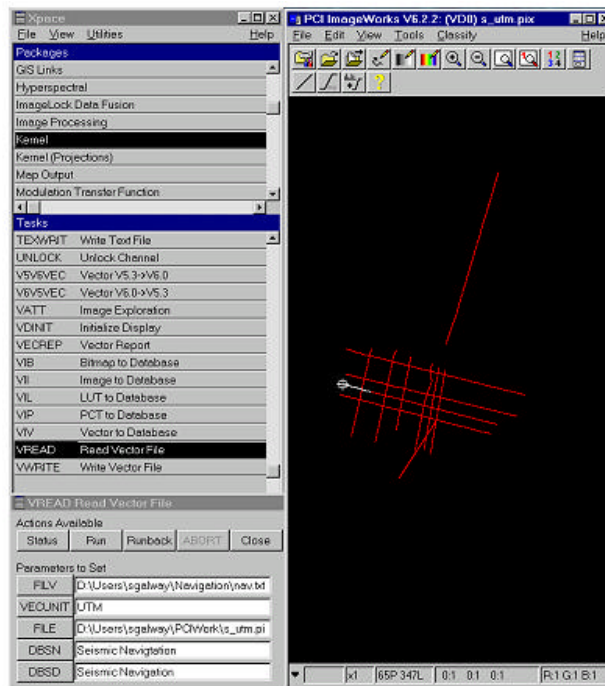 Xpace
File View Utilities Help
Packages
GIS Links
Hyperspectral
ImageLock Data Fusion
Image Processing
Kernel
Kernel (Projections)
Map Output
Modulation Transfer Function
Tasks
TEXWRIT Write Text File
UNLOCK Unlock Channel
V5V6VEC Vector V5.3->V6.0
V6V5VEC Vector V6.0->V5.3
VATT Image Exploration
VDINIT Initialize Display
VECREP Vector Report
VIB Bitmap to Database
VII Image to Database
VIL LUT to Database
VIP PCT to Database
VIV Vector to Database
VREAD Read Vector File
VWRITE Write Vector File
VREAD Read Vector File
Actions Available
Status Run Runback ABORT Close
Parameters to Set
FILV D:\Users\sgalway\Navigation\nav.txt
VECUNIT UTM
FILE D:\Users\sgalway\PCIWork\s_utm.pi
DBSN Seismic Navigtation
DBSD Seismic Navigation
PCI ImageWorks V6.2.2: (VD0) s_utm.pix
File Edit View Tools Classify Help
x1 65P 347L 0:1 0:1 0:1 R:1 G:1 B:1